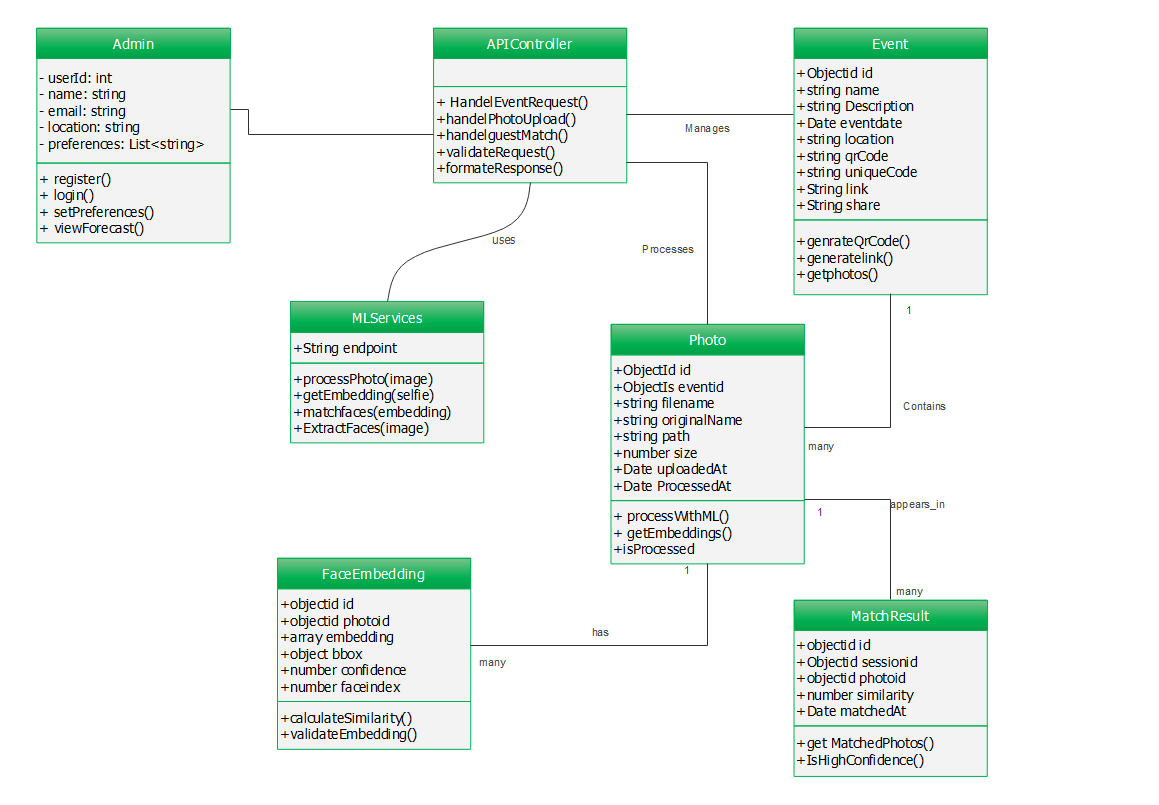 Admin
- userId: int
- name: string
- email: string
- location: string
- preferences: List<string>
+ register()
+ login()
+ setPreferences()
+ viewForecast()
APIController
+ HandelEventRequest()
+handelPhotoUpload()
+handelguestMatch()
+validateRequest()
+formateResponse()
Manages
Event
+Objectid id
+string name
+string Description
+Date eventdate
+string location
+string qrCode
+string uniqueCode
+String link
+String share
+genrateQrCode()
+generatelink()
+getphotos()
uses
Processes
1
Contains
many
MLServices
+String endpoint
+processPhoto(image)
+getEmbedding(selfie)
+matchfaces(embedding)
+ExtractFaces(image)
Photo
+ObjectId id
+ObjectIs eventid
+string filename
+string originalName
+string path
+number size
+Date uploadedAt
+Date ProcessedAt
+ processWithML()
+ getEmbeddings()
+isProcessed
1
appears_in
many
1
has
many
FaceEmbedding
+objectid id
+objectid photoid
+array embedding
+object bbox
+number confidence
+number faceindex
+calculateSimilarity()
+validateEmbedding()
MatchResult
+objectid id
+Objectid sessionid
+objectid photoid
+number similarity
+Date matchedAt
+get MatchedPhotos()
+IsHighConfidence()